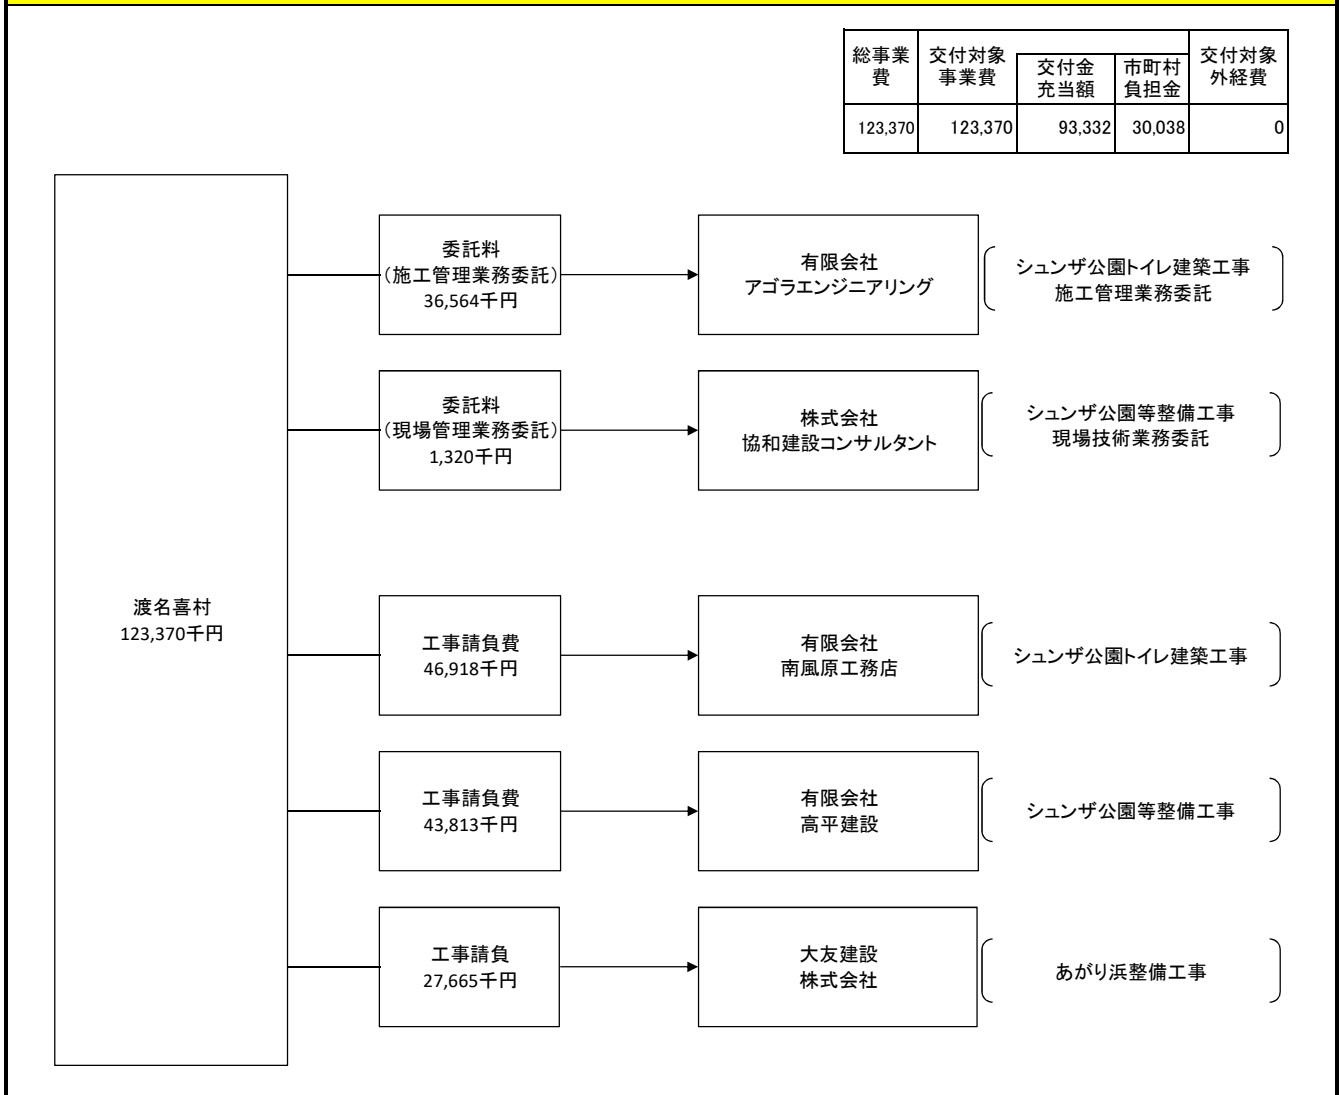 総事業費
交付対象
事業費
交付金
充当額
市町村
負担金
交付対象
外経費
123,370
123,370
93,332
30,038
0
渡名喜村
123,370千円
委託料
(施工管理業務委託)
36,564千円
有限会社
アゴラエンジニアリング
シュンザ公園トイレ建築工事
施工管理業務委託
委託料
(現場管理業務委託)
1,320千円
株式会社
協和建設コンサルタント
シュンザ公園等整備工事
現場技術業務委託
工事請負費
46,918千円
有限会社
南風原工務店
シュンザ公園トイレ建築工事
工事請負費
43,813千円
有限会社
高平建設
シュンザ公園等整備工事
工事請負
27,665千円
大友建設
株式会社
あがり浜整備工事